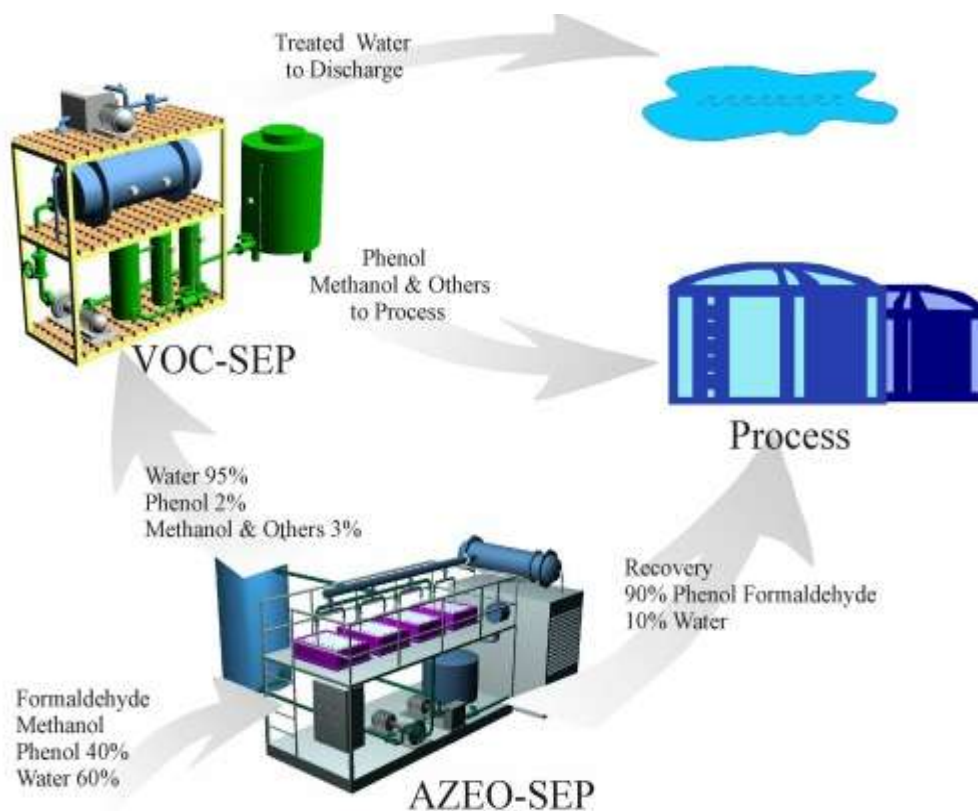 Treated Water
to Discharge
Phenol
Methanol & Others
to Process
VOC-SEP
Process
Water 95%
Phenol 2%
Methanol & Others 3%
Recovery
90% Phenol Formaldehyde
10% Water
Formaldehyde
Methanol
Phenol 40%
Water 60%
AZEO-SEP